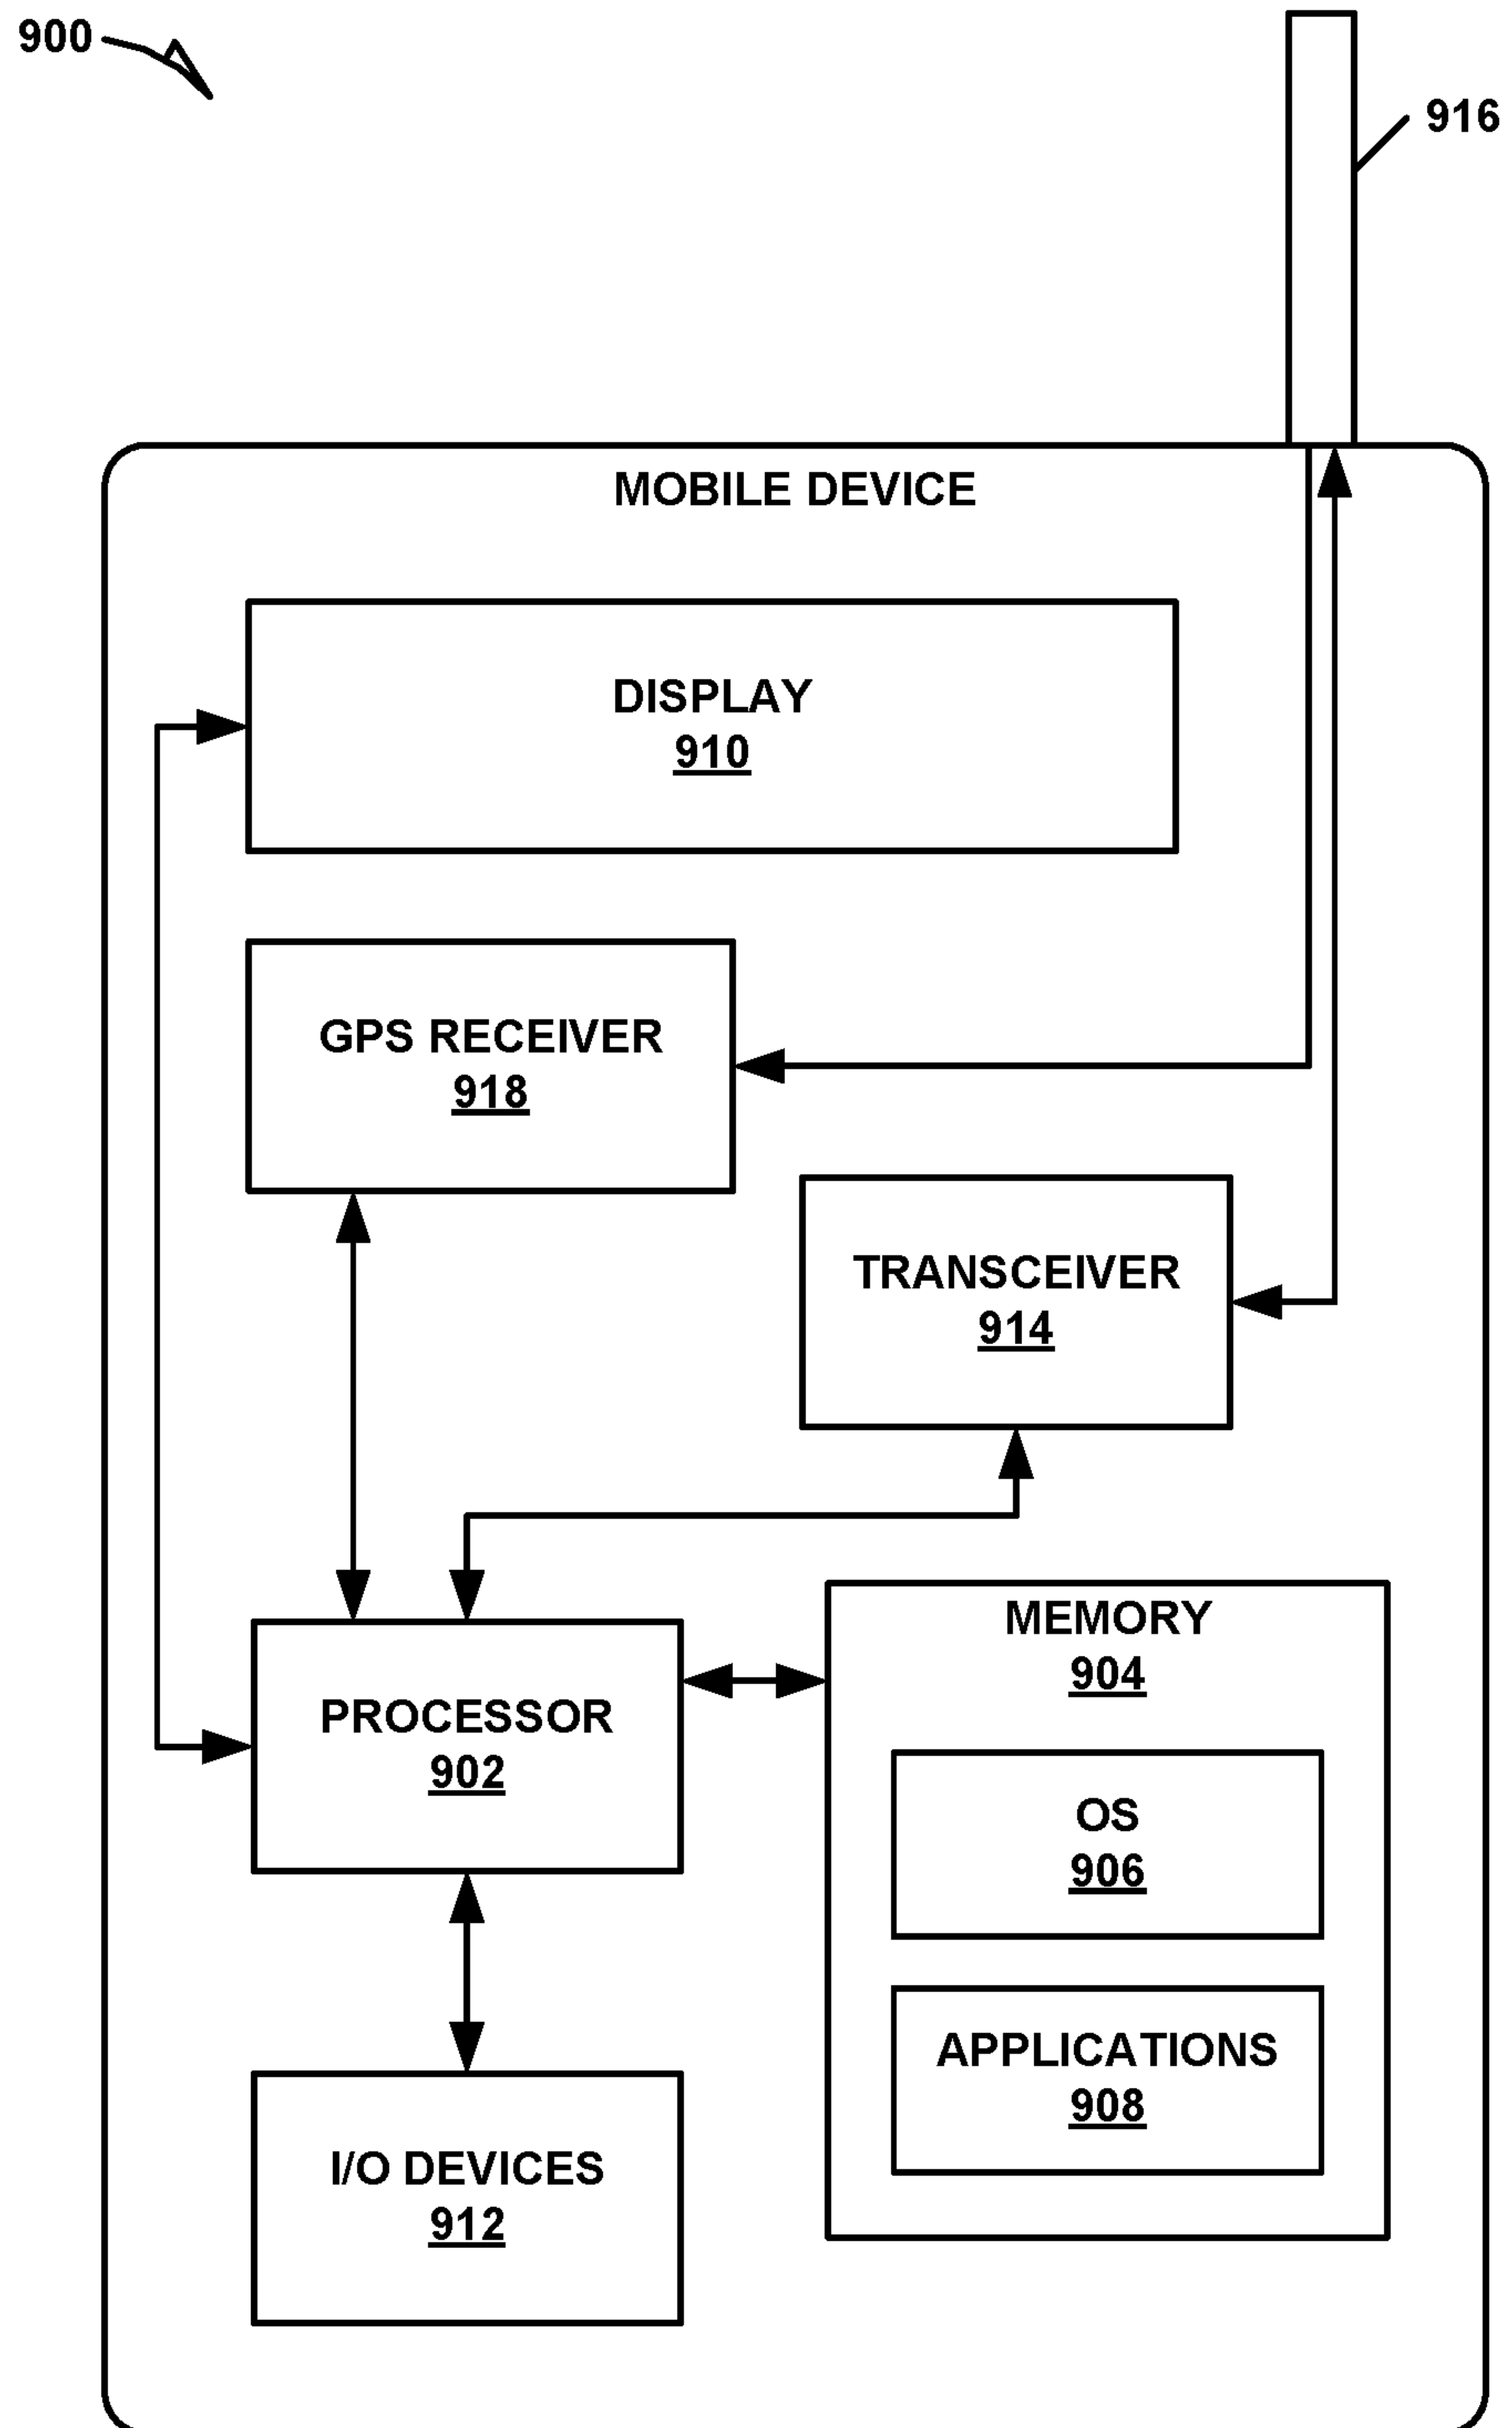 900
916
MOBILE DEVICE
DISPLAY
910
GPS RECEIVER
918
TRANSCEIVER
914
MEMORY
904
PROCESSOR
902
OS
906
APPLICATIONS
908
I/O DEVICES
912